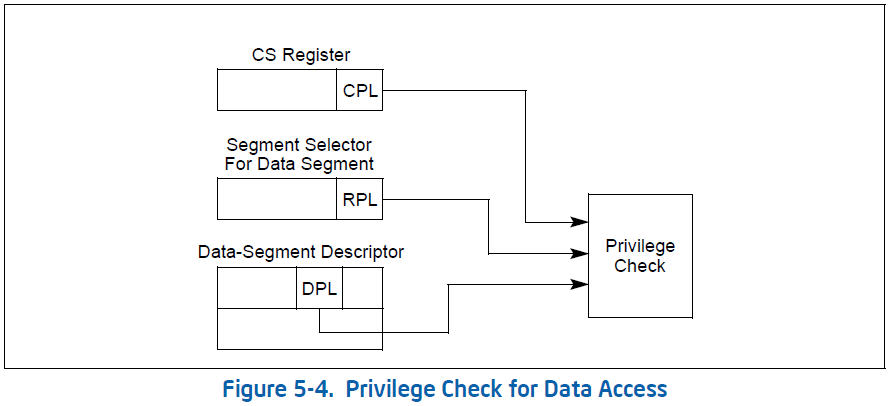 CS Register
CPL
Segment Selector
For Data Segment
RPL
Data-Segment Descriptor
DPL
Privilege
Check
Figure 5-4. Privilege Check for Data Access